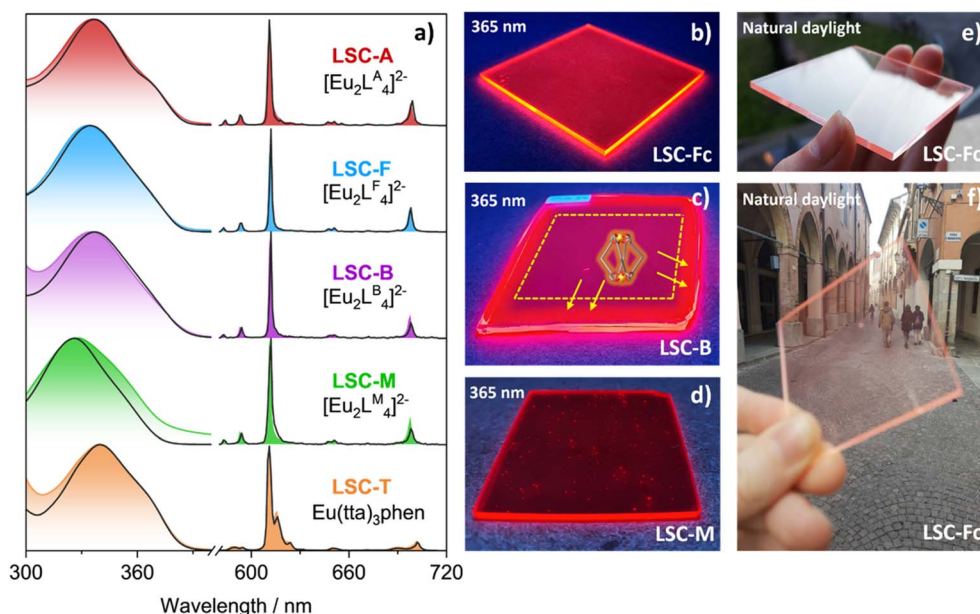 a)
LSC-A
[Eu₂Lᴬ₄]²⁻
LSC-F
[Eu₂Lᶠ₄]²⁻
LSC-B
[Eu₂Lᴮ₄]²⁻
LSC-M
[Eu₂Lᴹ₄]²⁻
LSC-T
Eu(tta)₃phen
300 360 600 660 720
Wavelength / nm
365 nm
b)
LSC-Fc
365 nm
c)
LSC-B
365 nm
d)
LSC-M
e)
Natural daylight
LSC-Fc
Natural daylight
f)
LSC-Fc